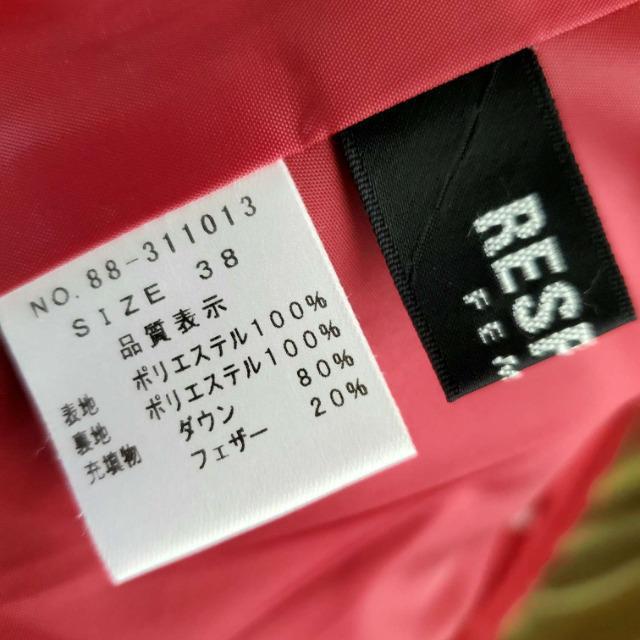 NO. 88-311013
SIZE 38
品質表示
表地 ポリエステル100%
裏地 ポリエステル100%
充填物 ダウン 80%
フェザー 20%
RESP
FEM